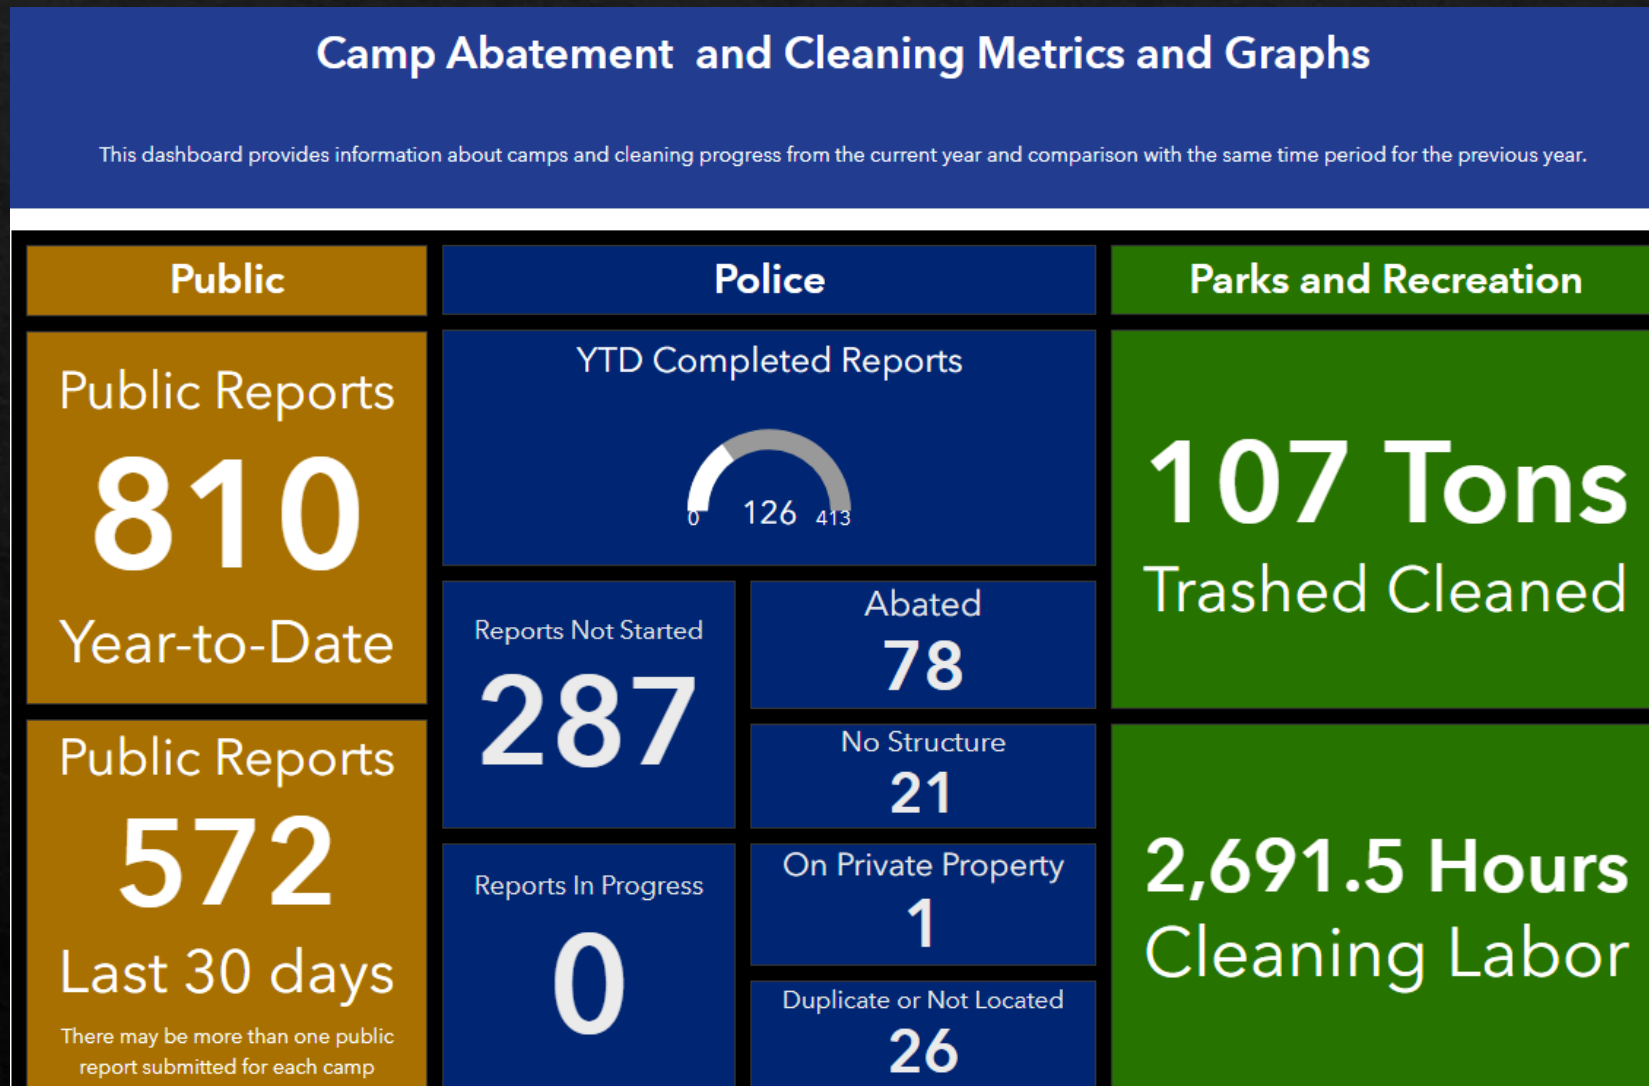 Camp Abatement and Cleaning Metrics and Graphs
This dashboard provides information about camps and cleaning progress from the current year and comparison with the same time period for the previous year.
Public
Public Reports
810
Year-to-Date
Public Reports
572
Last 30 days
There may be more than one public
report submitted for each camp
Police
YTD Completed Reports
0
126
413
Reports Not Started
287
Reports In Progress
0
Abated
78
No Structure
21
On Private Property
1
Duplicate or Not Located
26
Parks and Recreation
107 Tons
Trashed Cleaned
2,691.5 Hours
Cleaning Labor